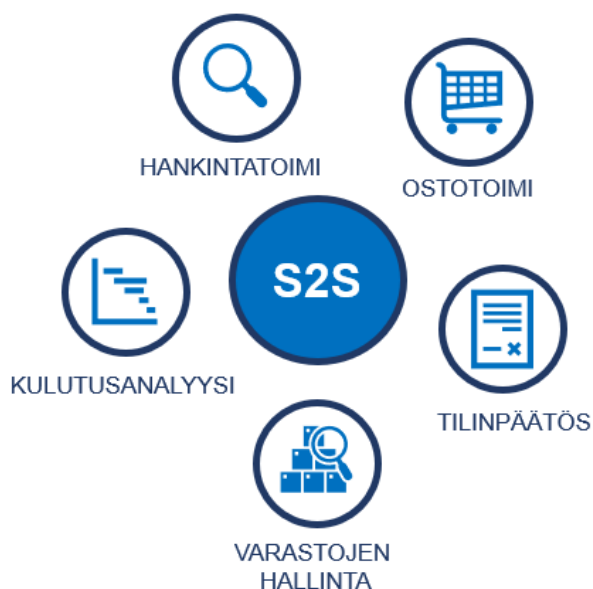 HANKINTATOIMI
OSTOTOIMI
S2S
KULUTUSANALYYSI
TILINPÄÄTÖS
VARASTOJEN
HALLINTA